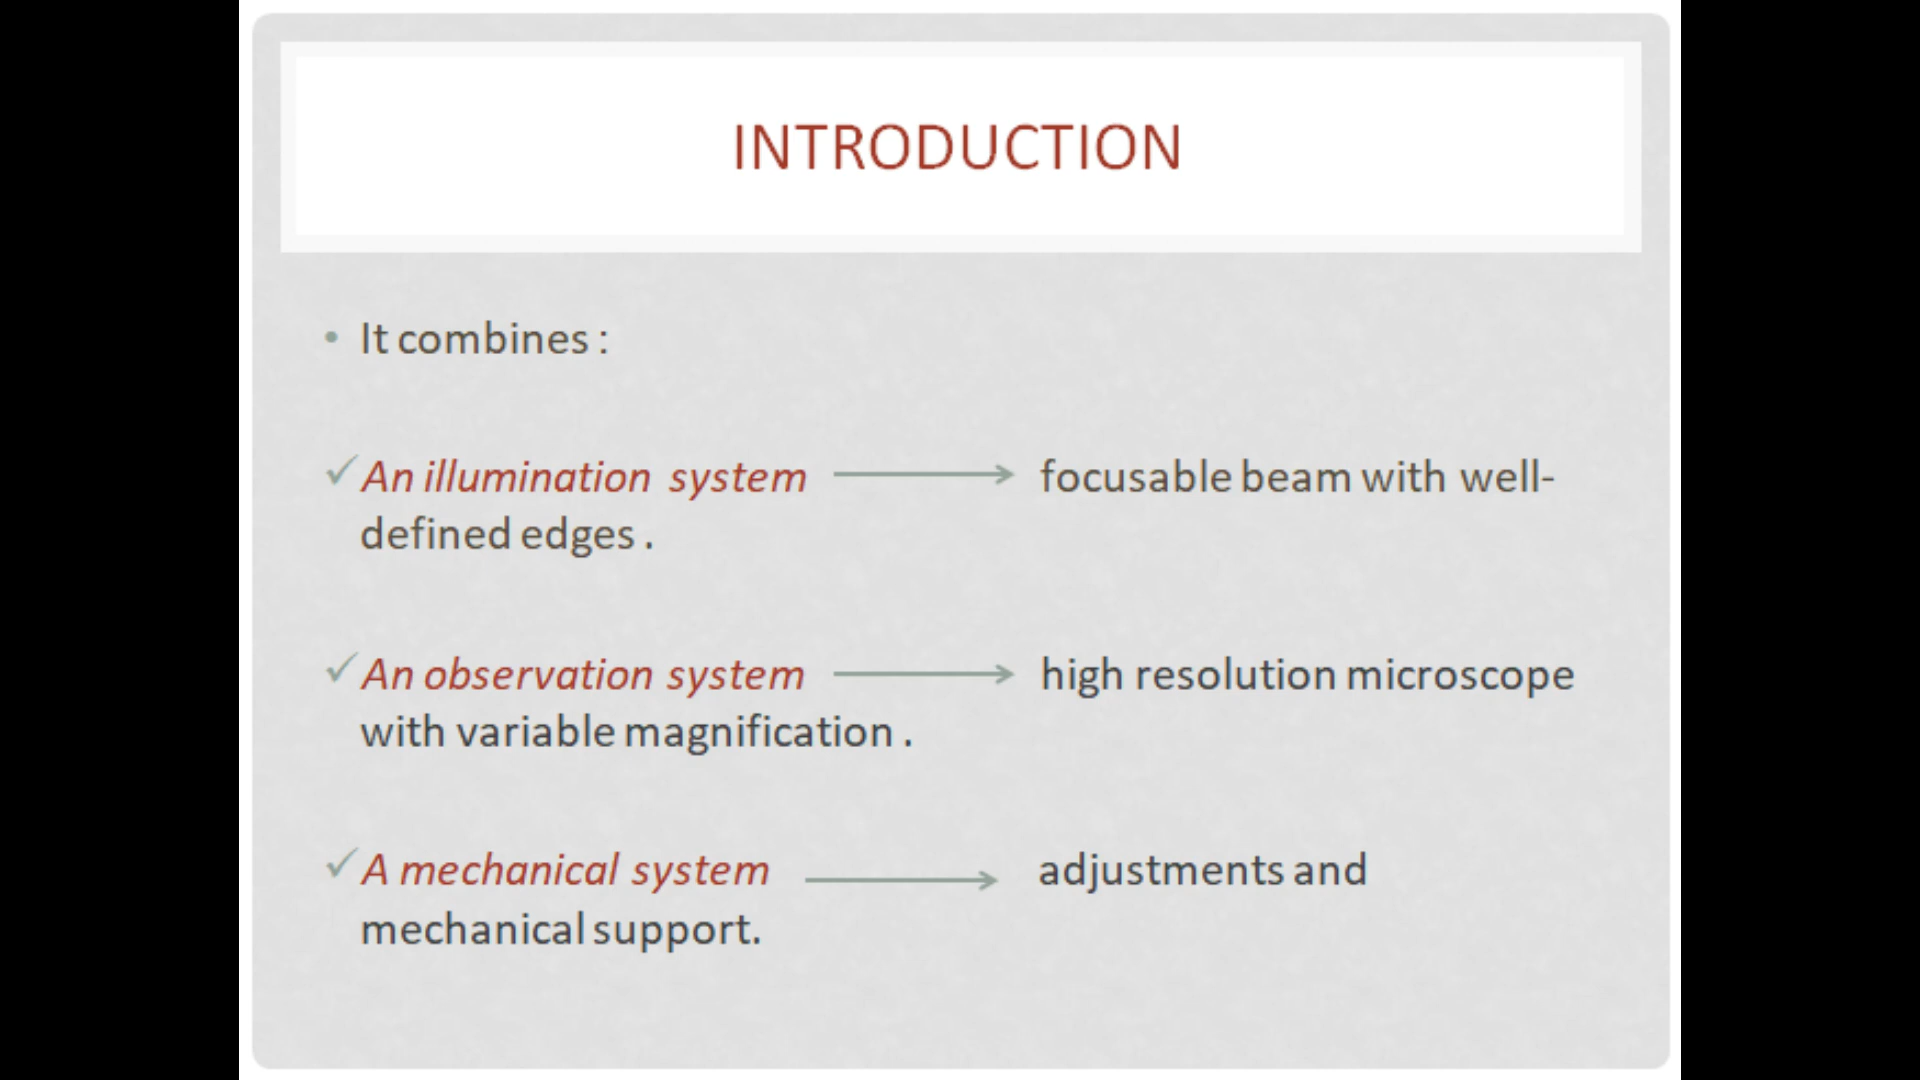 INTRODUCTION
• It combines :
✓ An illumination system → focusable beam with well-
defined edges .
✓ An observation system → high resolution microscope
with variable magnification .
✓ A mechanical system → adjustments and
mechanical support.